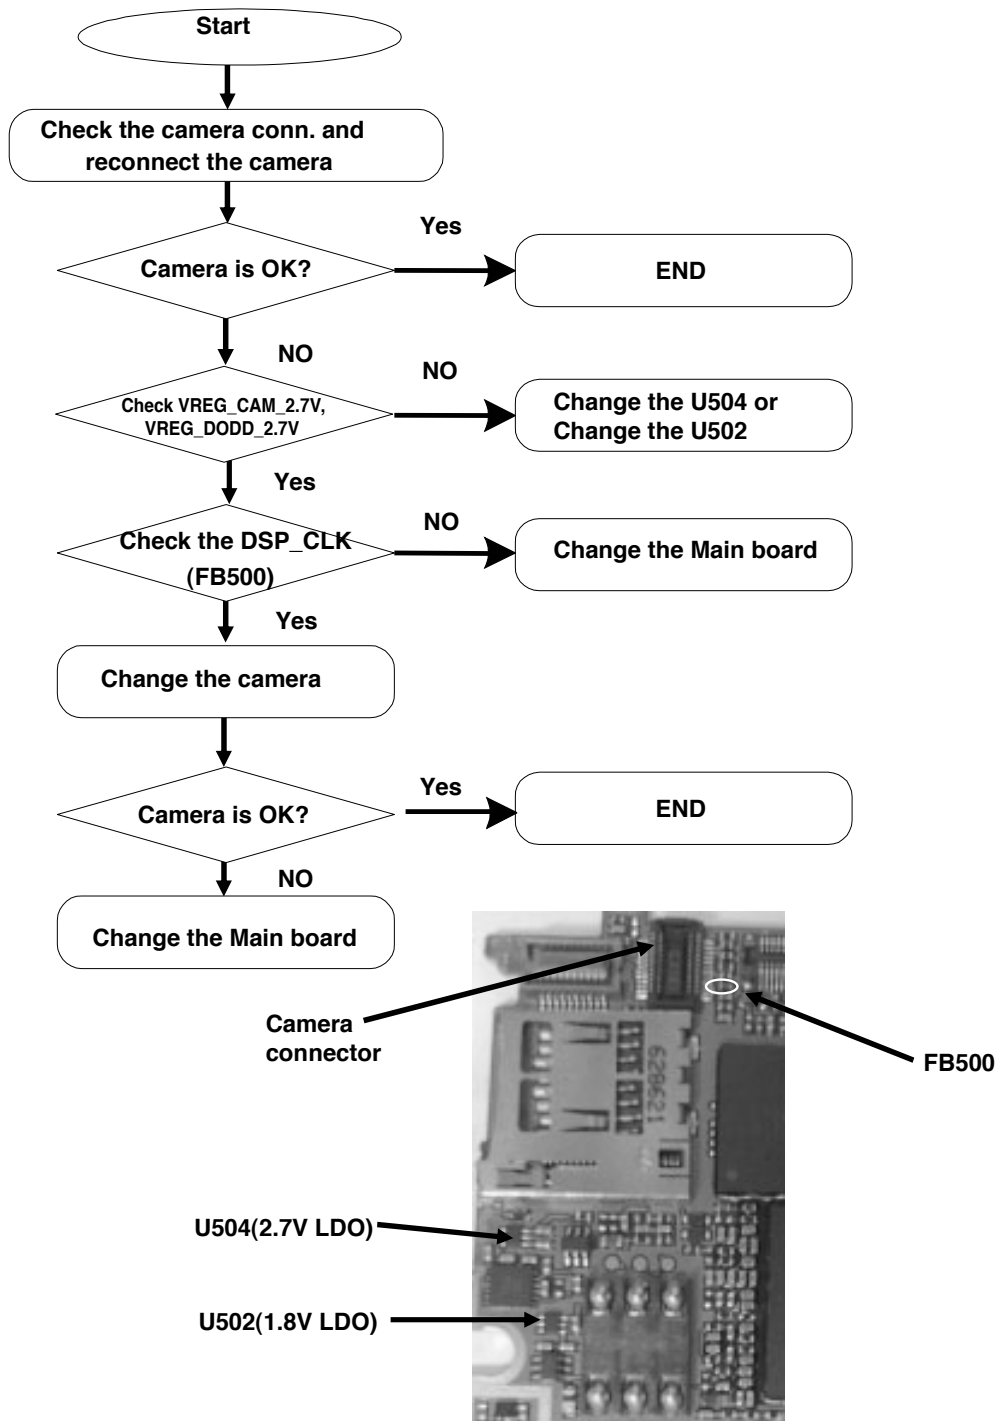 Start
Check the camera conn. and
reconnect the camera
Yes
Camera is OK?
END
NO
NO
Check VREG_CAM_2.7V,
VREG_DODD_2.7V
Change the U504 or
Change the U502
Yes
NO
Check the DSP_CLK
(FB500)
Change the Main board
Yes
Change the camera
Yes
Camera is OK?
END
NO
Change the Main board
Camera
connector
FB500
129829
U504(2.7V LDO)
U502(1.8V LDO)